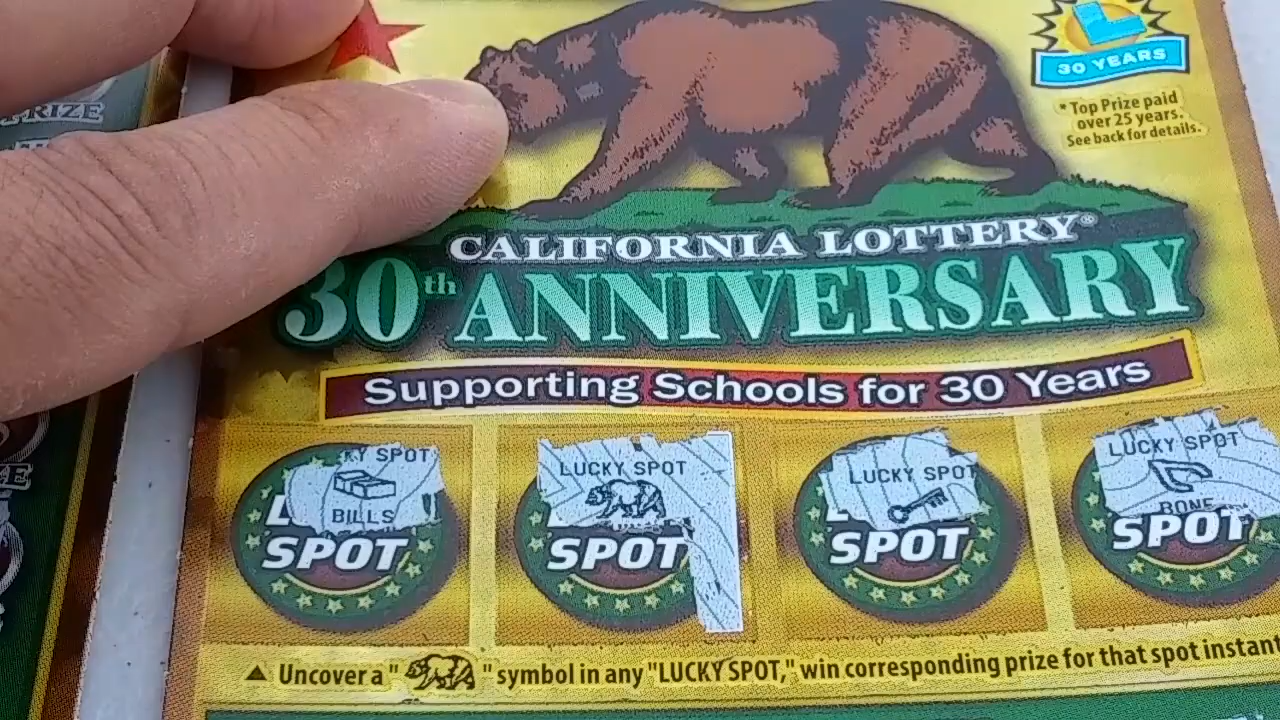 PRIZE
30 YEARS
* Top Prize paid
over 25 years.
See back for details.
CALIFORNIA LOTTERY®
30th ANNIVERSARY
Supporting Schools for 30 Years
KY SPOT
BILLS
SPOT
LUCKY SPOT
SPOT
LUCKY SPOT
SPOT
LUCKY SPOT
BONE
SPOT
▲ Uncover a " " symbol in any "LUCKY SPOT," win corresponding prize for that spot instant